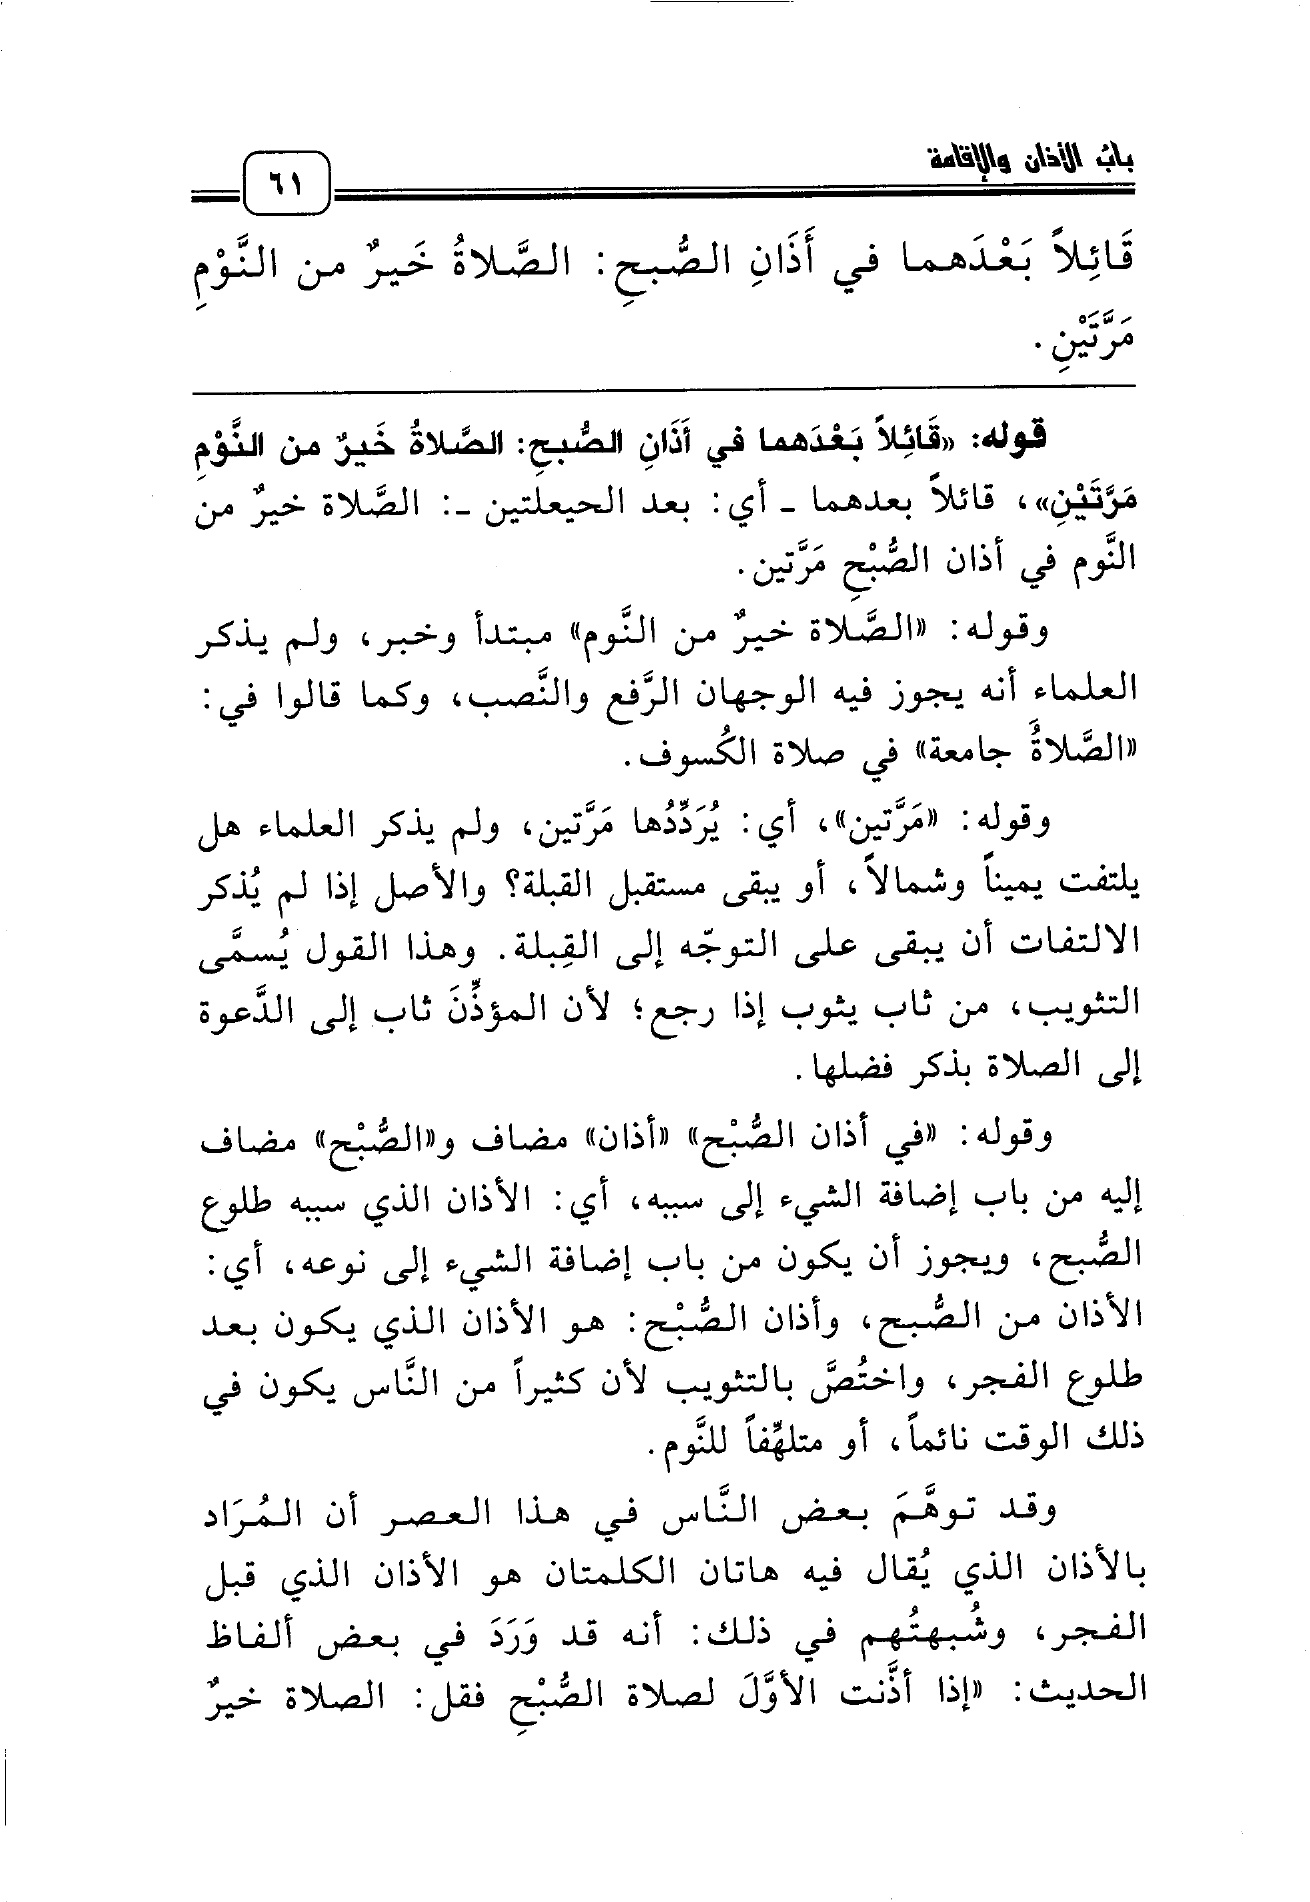 بابُ الأذان والإقامة
٦١
قَائِلاً بَعْدَهما في أَذَانِ الصُّبحِ: الصَّلاةُ خَيرٌ من النَّوْمِ
مَرَّتَيْنِ.
قوله: «قَائِلاً بَعْدَهما في أَذَانِ الصُّبحِ: الصَّلاةُ خَيرٌ من النَّوْمِ
مَرَّتَيْنِ»، قائلاً بعدهما ـ أي: بعد الحيعلتين ـ: الصَّلاة خيرٌ من
النَّوم في أذان الصُّبْحِ مَرَّتين.
وقوله: «الصَّلاة خيرٌ من النَّوم» مبتدأ وخبر، ولم يذكر
العلماء أنه يجوز فيه الوجهان الرَّفع والنَّصب، وكما قالوا في:
«الصَّلاةَُ جامعة» في صلاة الكُسوف.
وقوله: «مَرَّتين»، أي: يُرَدِّدُها مَرَّتين، ولم يذكر العلماء هل
يلتفت يميناً وشمالاً، أو يبقى مستقبل القبلة؟ والأصل إذا لم يُذكر
الالتفات أن يبقى على التوجّه إلى القِبلة. وهذا القول يُسمَّى
التثويب، من ثاب يثوب إذا رجع؛ لأن المؤذِّنَ ثاب إلى الدَّعوة
إلى الصلاة بذكر فضلها.
وقوله: «في أذان الصُّبْح» «أذان» مضاف و«الصُّبْح» مضاف
إليه من باب إضافة الشيء إلى سببه، أي: الأذان الذي سببه طلوع
الصُّبح، ويجوز أن يكون من باب إضافة الشيء إلى نوعه، أي:
الأذان من الصُّبح، وأذان الصُّبْح: هو الأذان الذي يكون بعد
طلوع الفجر، واختُصَّ بالتثويب لأن كثيراً من النَّاس يكون في
ذلك الوقت نائماً، أو متلهِّفاً للنَّوم.
وقد توهَّمَ بعض النَّاس في هذا العصر أن المُرَاد
بالأذان الذي يُقال فيه هاتان الكلمتان هو الأذان الذي قبل
الفجر، وشُبهتُهم في ذلك: أنه قد وَرَدَ في بعض ألفاظ
الحديث: «إذا أذَّنت الأوَّلَ لصلاة الصُّبْحِ فقل: الصلاة خيرٌ